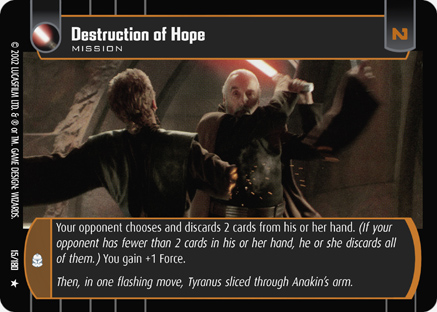 Destruction of Hope
MISSION
N
© 2002 LUCASFILM LTD. & ® OR TM. GAME DESIGN: WIZARDS.
Your opponent chooses and discards 2 cards from his or her hand. (If your
opponent has fewer than 2 cards in his or her hand, he or she discards all
of them.) You gain +1 Force.
Then, in one flashing move, Tyranus sliced through Anakin's arm.
15/180